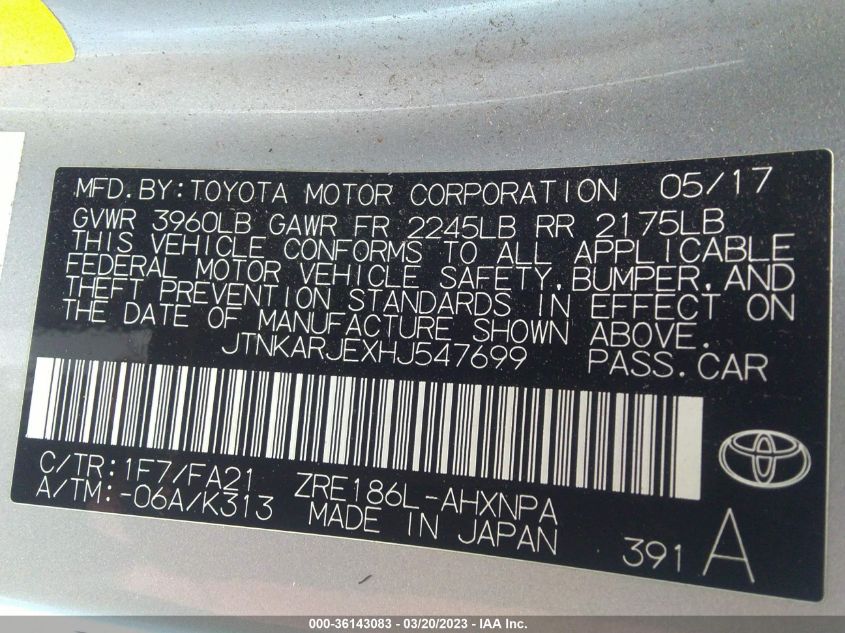 MFD.BY:TOYOTA MOTOR CORPORATION 05/17
GVWR 3960LB GAWR FR 2245LB RR 2175LB
THIS VEHICLE CONFORMS TO ALL APPLICABLE
FEDERAL MOTOR VEHICLE SAFETY,BUMPER,AND
THEFT PREVENTION STANDARDS IN EFFECT ON
THE DATE OF MANUFACTURE SHOWN ABOVE.
JTNKARJEXHJ547699 PASS.CAR
C/TR:1F7/FA21 ZRE186L-AHXNPA
A/TM:-06A/K313 MADE IN JAPAN
391 A
000-36143083 - 03/20/2023 - IAA Inc.